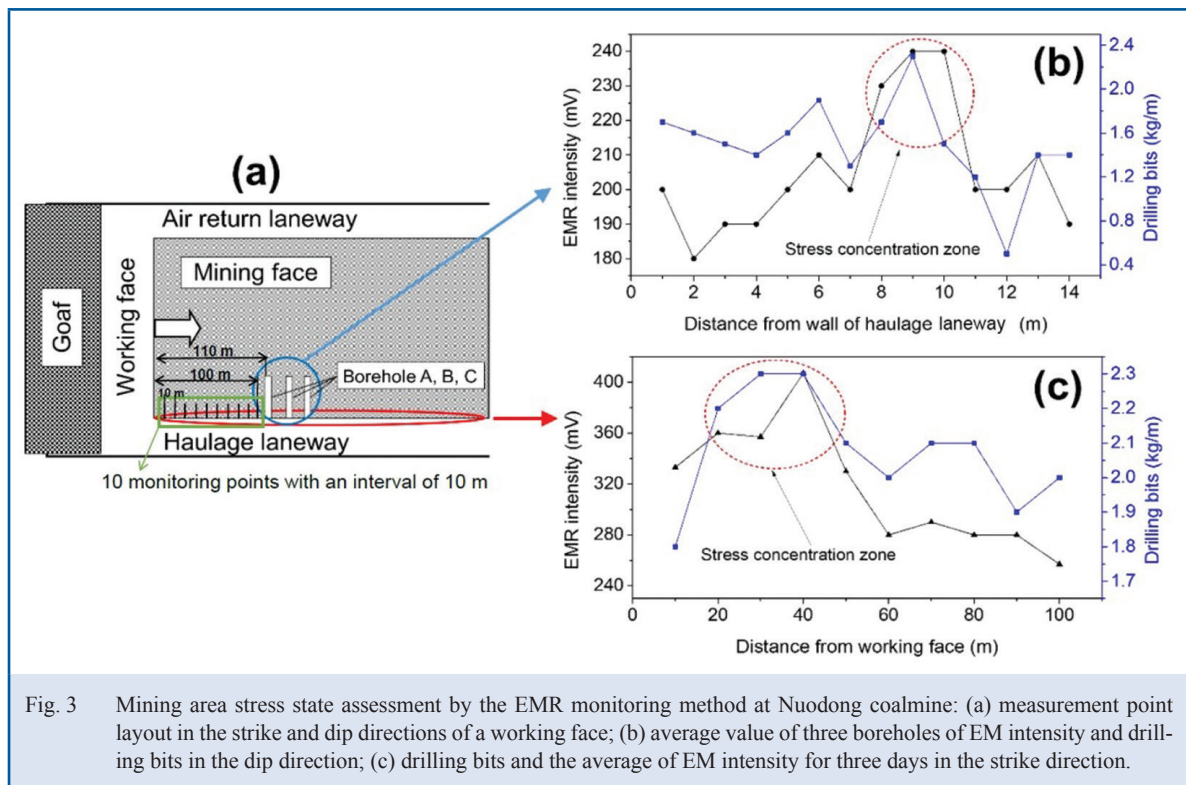 (a)
Air return laneway
Goaf
Working face
Mining face
110 m
100 m
10 m
Borehole A, B, C
Haulage laneway
10 monitoring points with an interval of 10 m
(b)
EMR intensity (mV)
240
230
220
210
200
190
180
2.4
2.0
1.6
1.2
0.8
0.4
Drilling bits (kg/m)
Stress concentration zone
0 2 4 6 8 10 12 14
Distance from wall of haulage laneway (m)
(c)
EMR intensity (mV)
400
360
320
280
240
2.3
2.2
2.1
2.0
1.9
1.8
1.7
Drilling bits (kg/m)
Stress concentration zone
0 20 40 60 80 100
Distance from working face (m)
Fig. 3 Mining area stress state assessment by the EMR monitoring method at Nuodong coalmine: (a) measurement point
layout in the strike and dip directions of a working face; (b) average value of three boreholes of EM intensity and drill-
ing bits in the dip direction; (c) drilling bits and the average of EM intensity for three days in the strike direction.